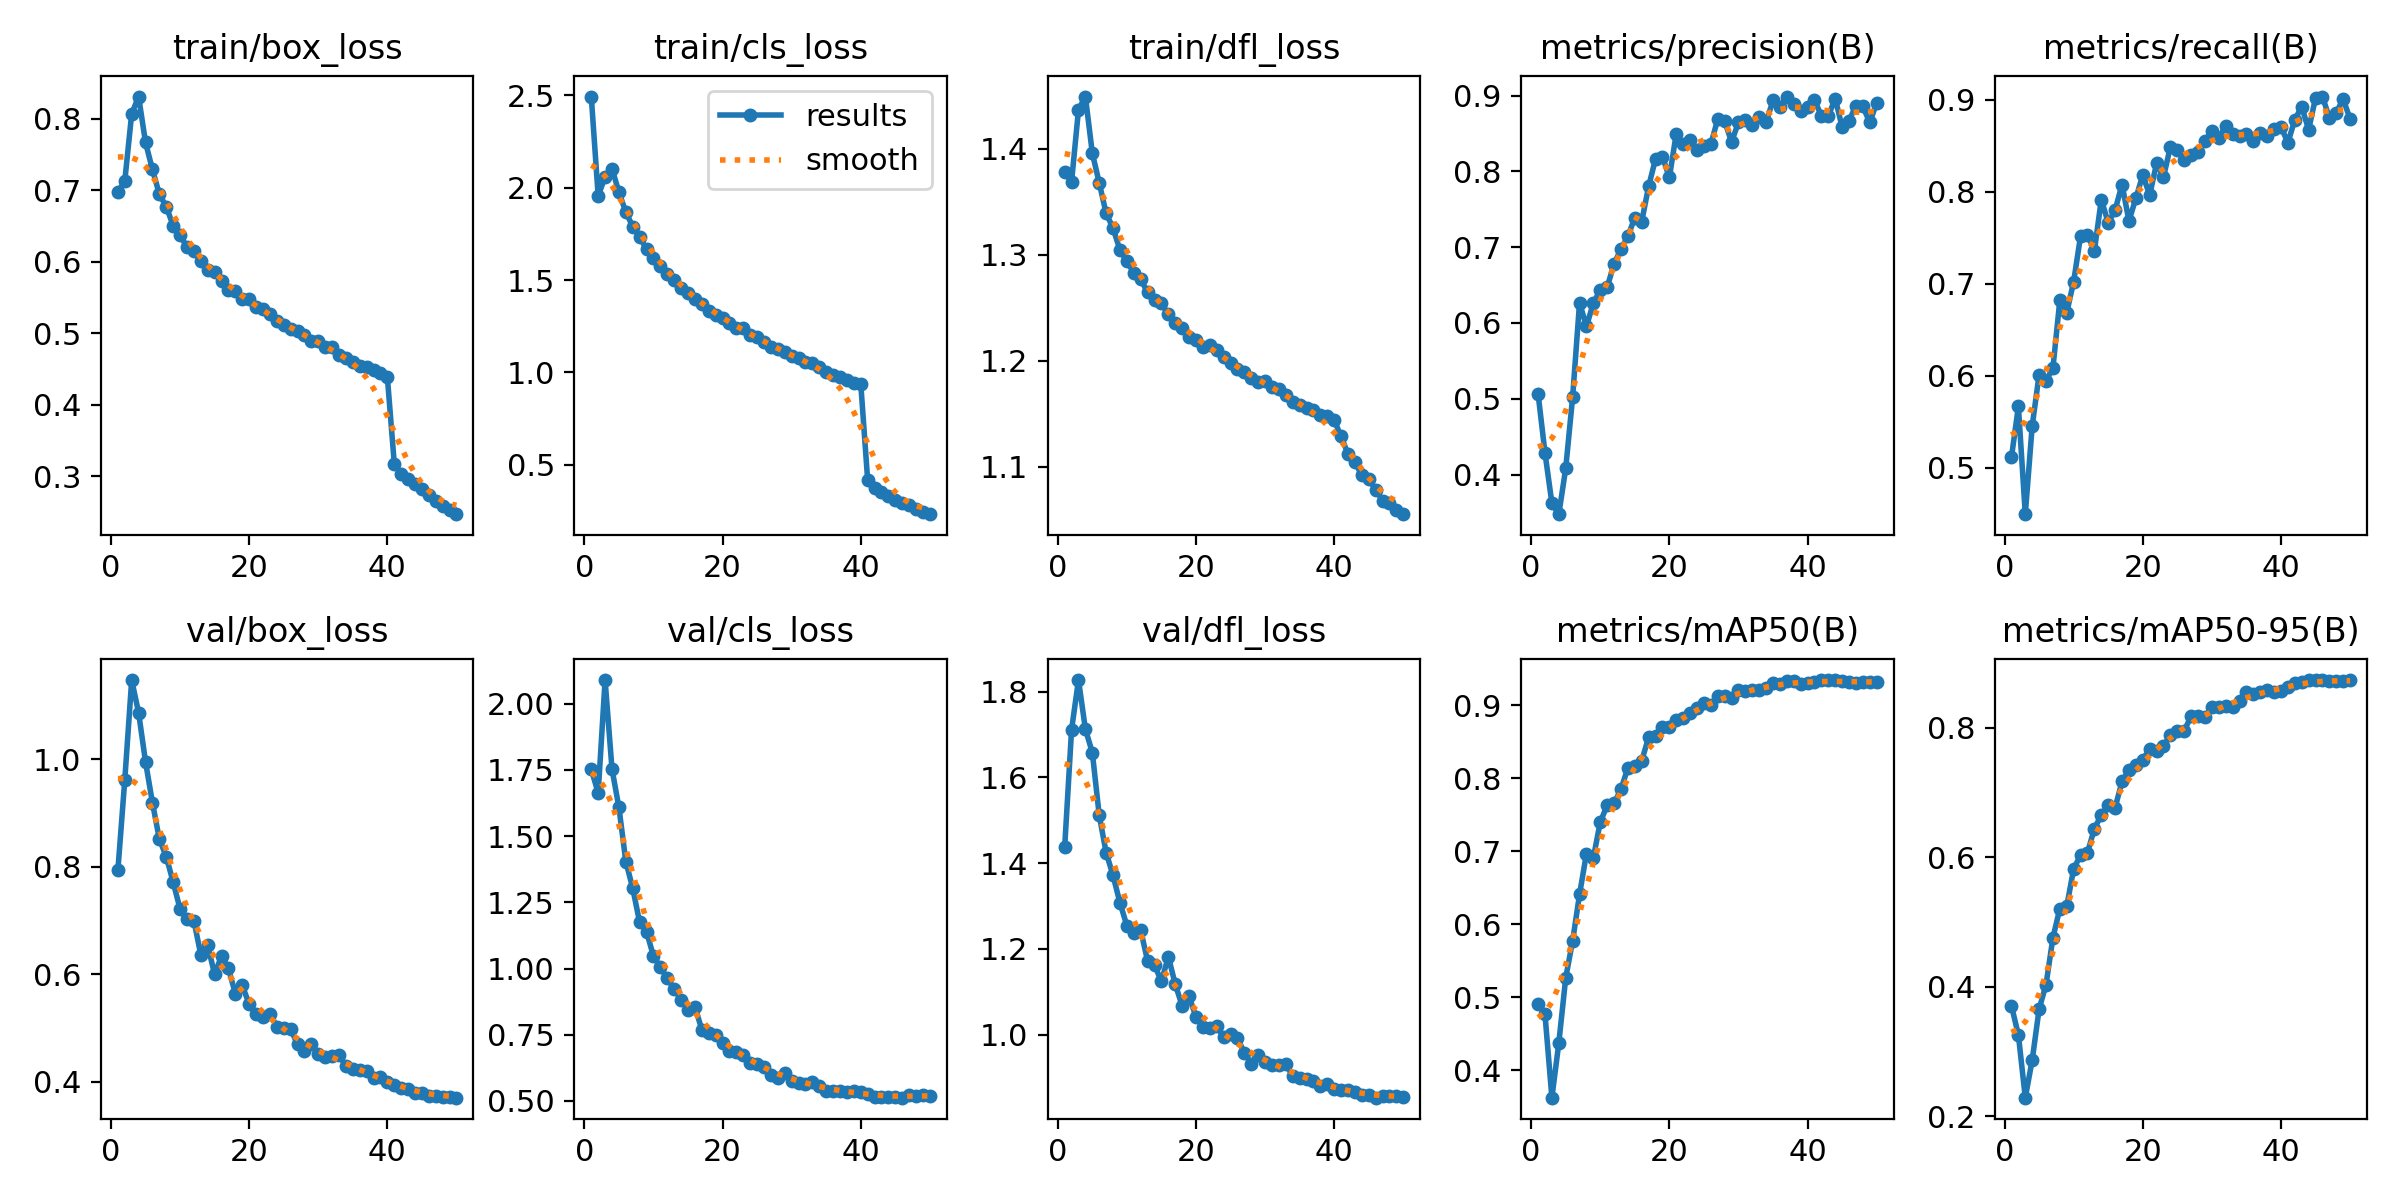 train/box_loss
0.8
0.7
0.6
0.5
0.4
0.3
0 20 40
train/cls_loss
results
smooth
2.5
2.0
1.5
1.0
0.5
0 20 40
train/dfl_loss
1.4
1.3
1.2
1.1
0 20 40
metrics/precision(B)
0.9
0.8
0.7
0.6
0.5
0.4
0 20 40
metrics/recall(B)
0.9
0.8
0.7
0.6
0.5
0 20 40
val/box_loss
1.0
0.8
0.6
0.4
0 20 40
val/cls_loss
2.00
1.75
1.50
1.25
1.00
0.75
0.50
0 20 40
val/dfl_loss
1.8
1.6
1.4
1.2
1.0
0 20 40
metrics/mAP50(B)
0.9
0.8
0.7
0.6
0.5
0.4
0 20 40
metrics/mAP50-95(B)
0.8
0.6
0.4
0.2
0 20 40